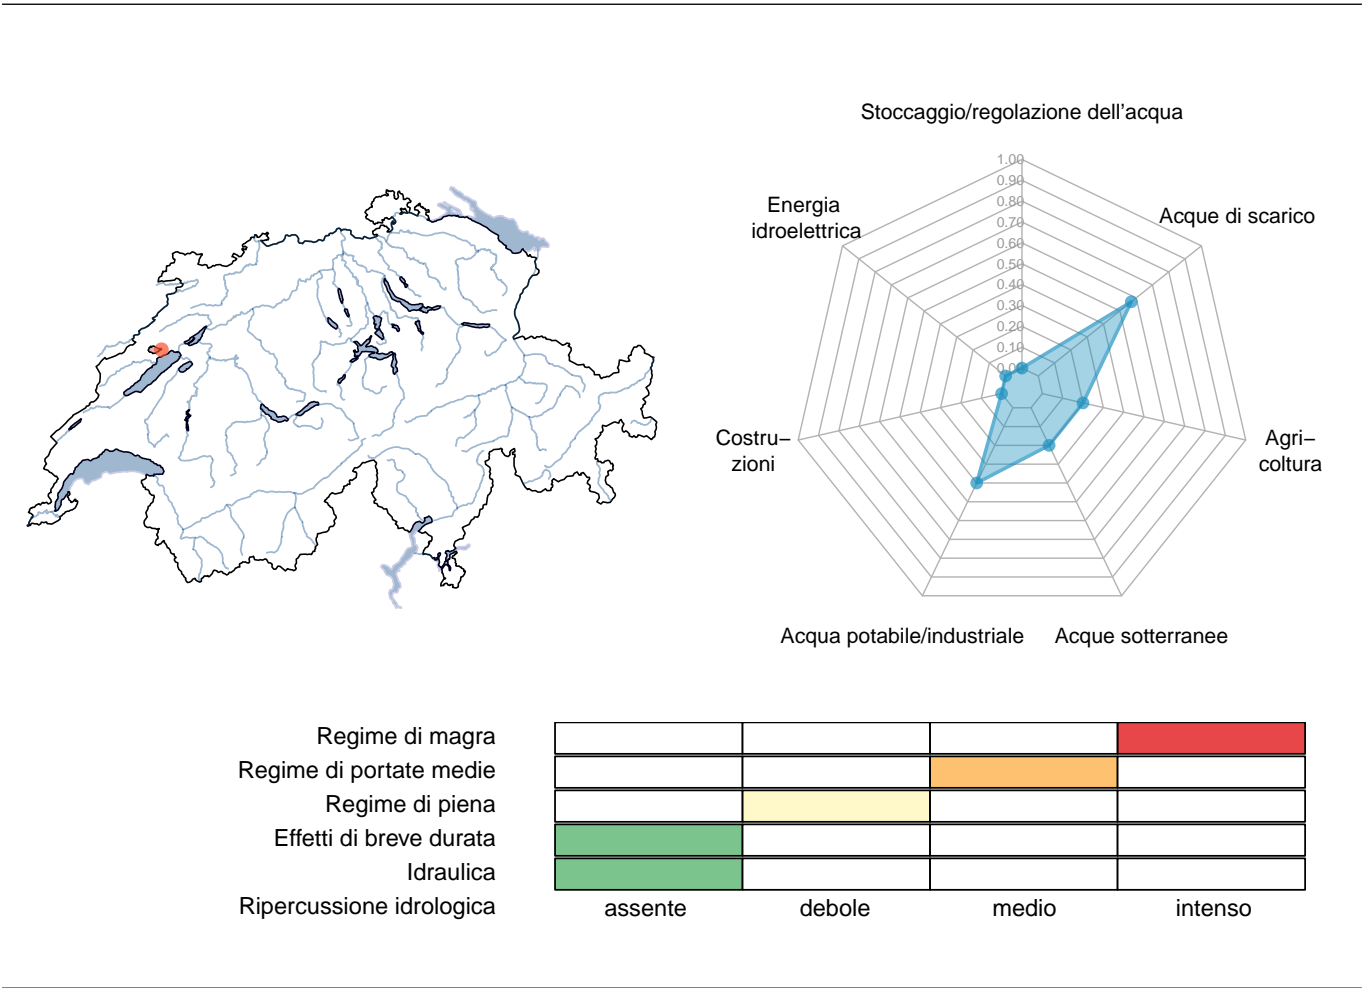 Stoccaggio/regolazione dell'acqua
1.00
0.90
0.80
0.70
0.60
0.50
0.40
0.30
0.20
0.10
0.00
Energia
idroelettrica
Acque di scarico
Costru–
zioni
Agri–
coltura
Acqua potabile/industriale
Acque sotterranee
Regime di magra
Regime di portate medie
Regime di piena
Effetti di breve durata
Idraulica
Ripercussione idrologica assente debole medio intenso